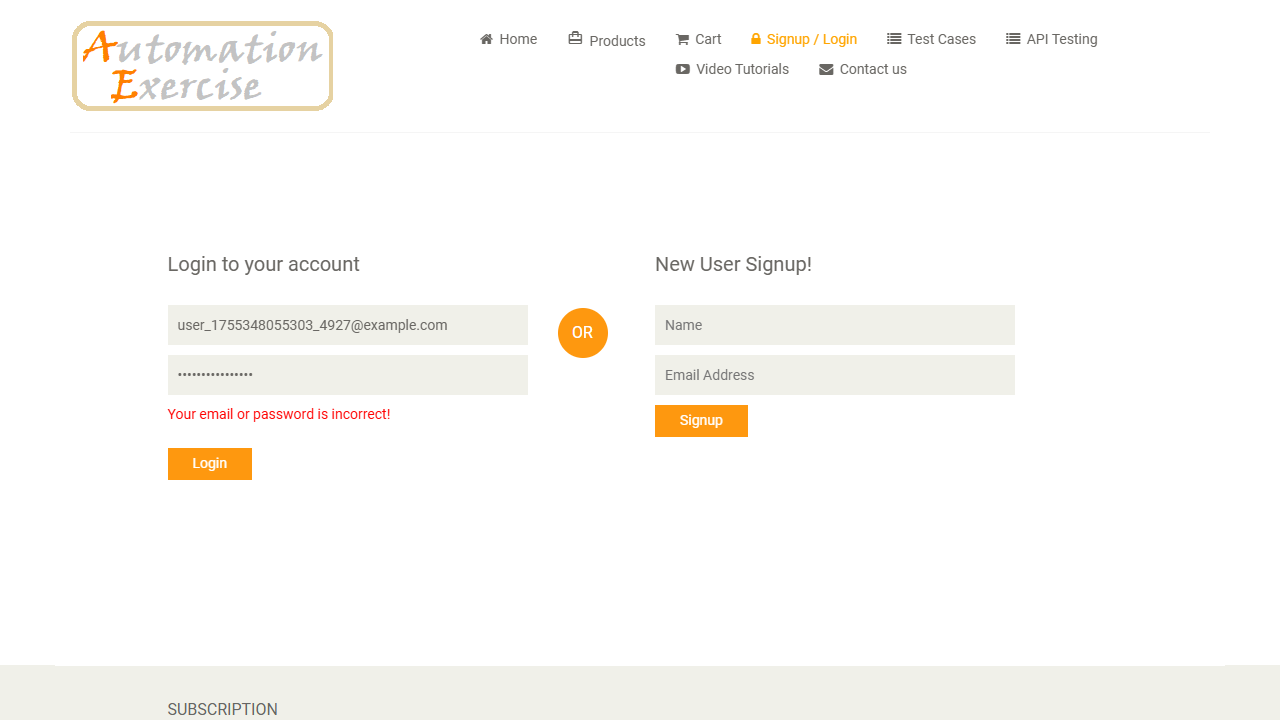 Automation
Exercise
Home
Products
Cart
Signup / Login
Test Cases
API Testing
Video Tutorials
Contact us
Login to your account
user_1755348055303_4927@example.com
••••••••••••••••
Your email or password is incorrect!
Login
OR
New User Signup!
Name
Email Address
Signup
SUBSCRIPTION